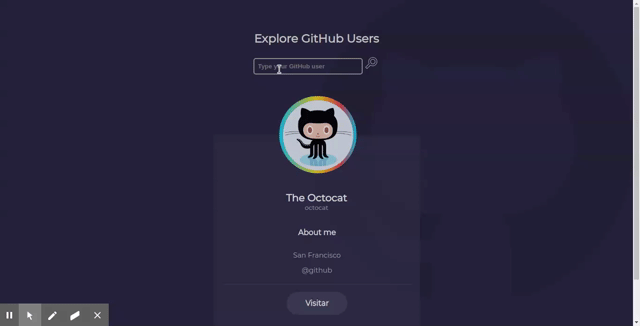 Explore GitHub Users
Type your GitHub user
The Octocat
octocat
About me
San Francisco
@github
Visitar